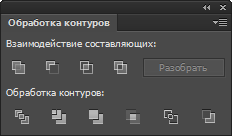 Обработка контуров
Взаимодействие составляющих:
Разобрать
Обработка контуров: